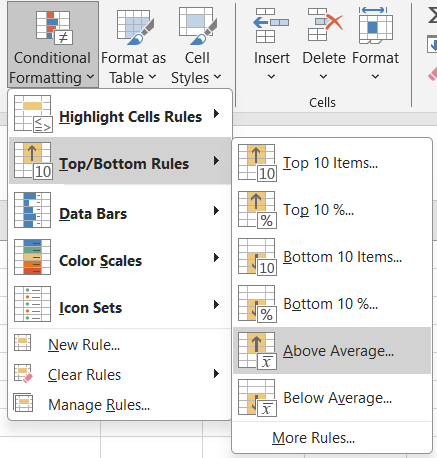 Conditional
Formatting
Format as
Table
Cell
Styles
Insert
Delete
Format
Cells
Highlight Cells Rules
Top/Bottom Rules
Data Bars
Color Scales
Icon Sets
New Rule...
Clear Rules
Manage Rules...
Top 10 Items...
Top 10 %...
Bottom 10 Items...
Bottom 10 %...
Above Average...
Below Average...
More Rules...